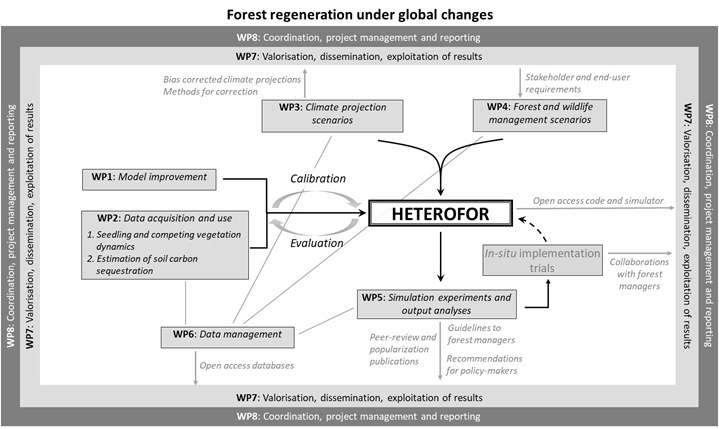 Forest regeneration under global changes
WP8: Coordination, project management and reporting
WP7: Valorisation, dissemination, exploitation of results
Bias corrected climate projections
Methods for correction
Stakeholder and end-user
requirements
WP3: Climate projection
scenarios
WP4: Forest and wildlife
management scenarios
WP1: Model improvement
Calibration
WP2: Data acquisition and use
1. Seedling and competing vegetation
dynamics
2. Estimation of soil carbon
sequestration
HETEROFOR
Open access code and simulator
Evaluation
In-situ implementation
trials
Collaborations
with forest
managers
WP5: Simulation experiments and
output analyses
WP6: Data management
Peer-review and
popularization
publications
Guidelines to
forest managers
Recommendations
for policy-makers
Open access databases
WP8: Coordination, project management and reporting
WP7: Valorisation, dissemination, exploitation of results
WP7: Valorisation, dissemination, exploitation of results
WP8: Coordination, project management and reporting
WP7: Valorisation, dissemination, exploitation of results
WP8: Coordination, project management and reporting